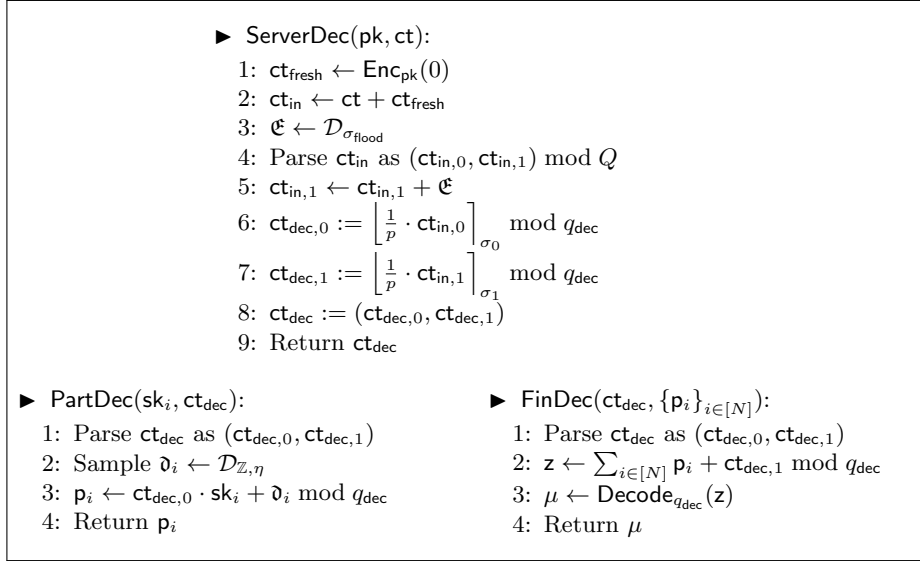 ► ServerDec(pk, ct):
1: ct_fresh ← Enc_pk(0)
2: ct_in ← ct + ct_fresh
3: 𝕰 ← 𝒟_σ_flood
4: Parse ct_in as (ct_in,0, ct_in,1) mod Q
5: ct_in,1 ← ct_in,1 + 𝕰
6: ct_dec,0 := ⌊1/p · ct_in,0⌉_σ_0 mod q_dec
7: ct_dec,1 := ⌊1/p · ct_in,1⌉_σ_1 mod q_dec
8: ct_dec := (ct_dec,0, ct_dec,1)
9: Return ct_dec
► PartDec(sk_i, ct_dec):
1: Parse ct_dec as (ct_dec,0, ct_dec,1)
2: Sample 𝔡_i ← 𝒟_ℤ,η
3: p_i ← ct_dec,0 · sk_i + 𝔡_i mod q_dec
4: Return p_i
► FinDec(ct_dec, {p_i}_i∈[N]):
1: Parse ct_dec as (ct_dec,0, ct_dec,1)
2: z ← ∑_i∈[N] p_i + ct_dec,1 mod q_dec
3: μ ← Decode_q_dec(z)
4: Return μ